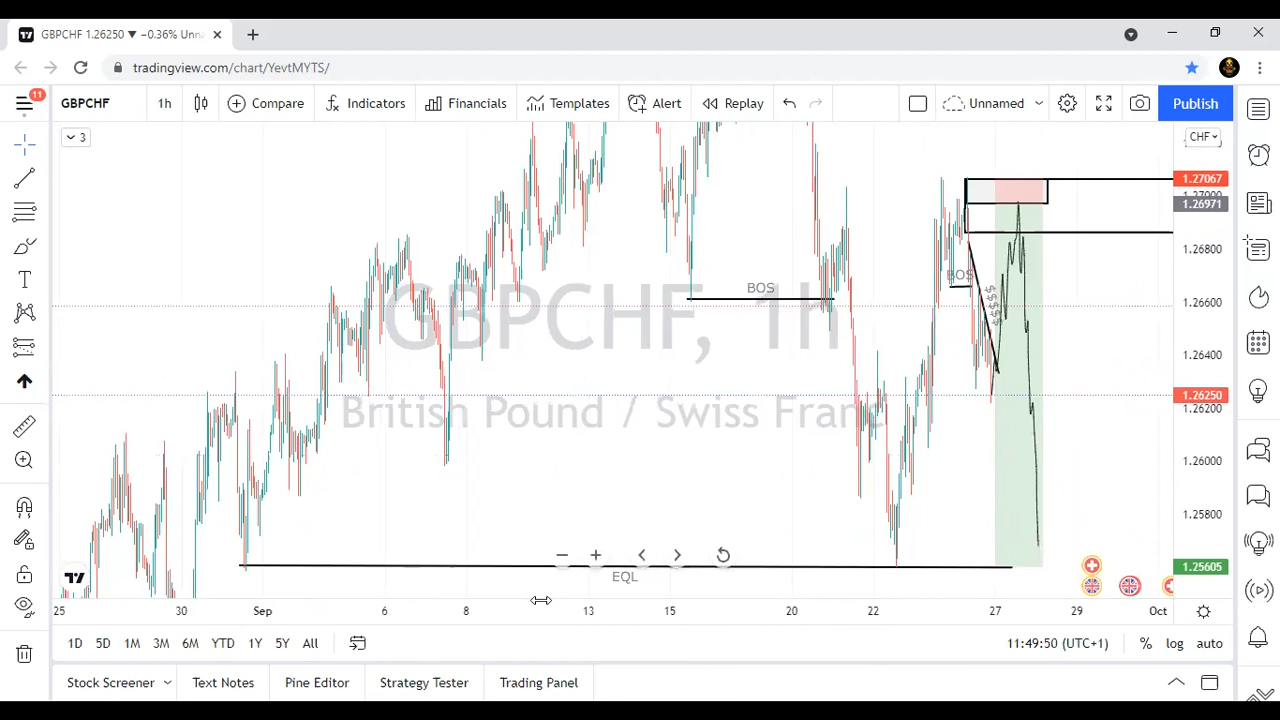 GBPCHF 1.26250 ▼ −0.36% Unna
tradingview.com/chart/YevtMYTS/
11
GBPCHF
1h
Compare
Indicators
Financials
Templates
Alert
Replay
Unnamed
Publish
3
CHF
1.27067
1.27000
1.26971
1.26800
1.26600
1.26400
1.26250
1.26200
1.26000
1.25800
1.25605
BOS
BOS
$$$$$
GBPCHF, 1h
British Pound / Swiss Franc
EQL
25 30 Sep 6 8 13 15 20 22 27 29 Oct
1D 5D 1M 3M 6M YTD 1Y 5Y All
11:49:50 (UTC+1) % log auto
Stock Screener Text Notes Pine Editor Strategy Tester Trading Panel